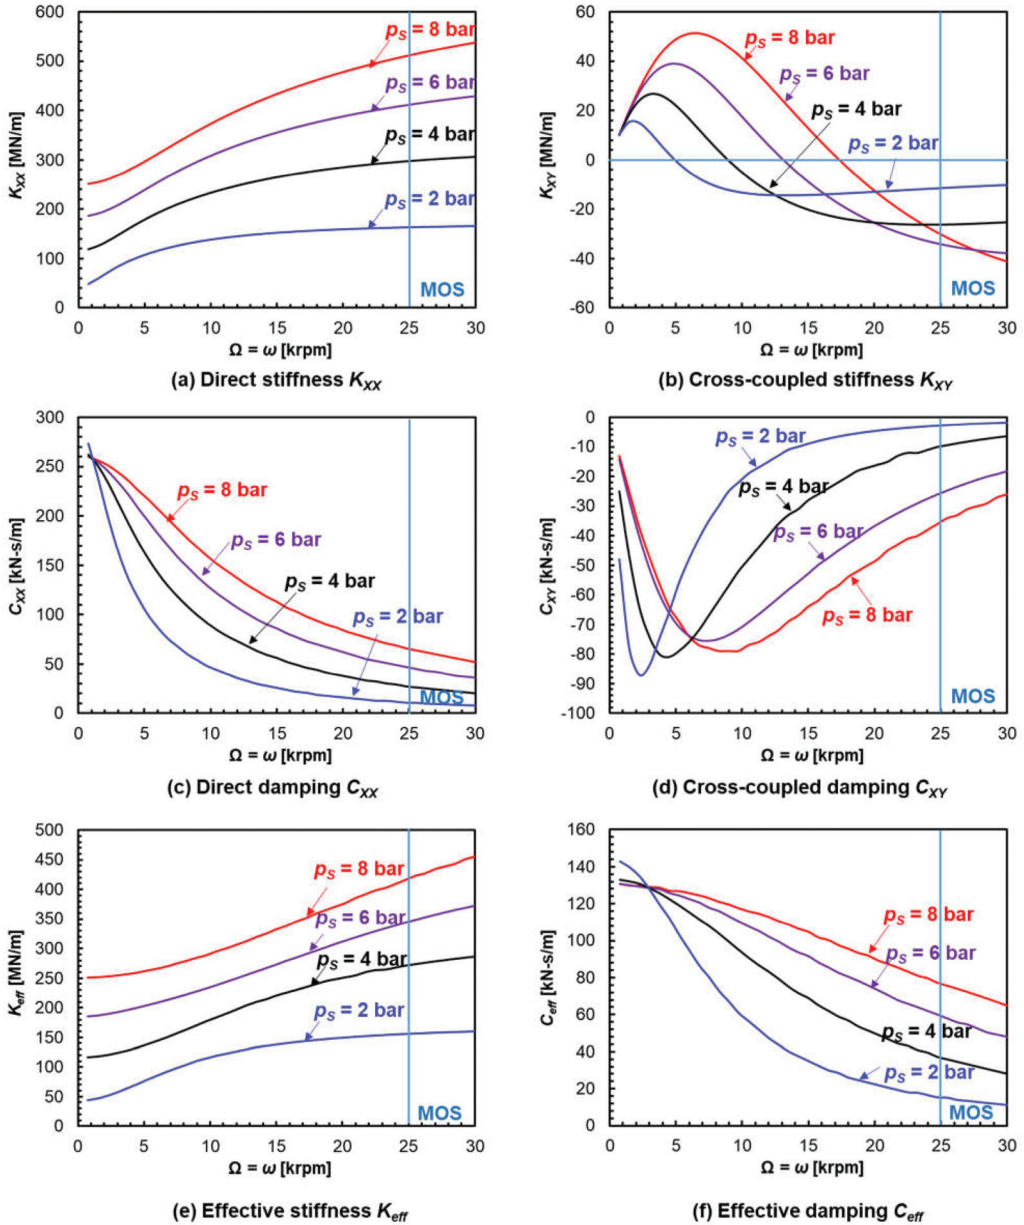 600
500
400
300
200
100
0
K_XX [MN/m]
p_S = 8 bar
p_S = 6 bar
p_S = 4 bar
p_S = 2 bar
MOS
0 5 10 15 20 25 30
Ω = ω [krpm]
(a) Direct stiffness K_XX
60
40
20
0
-20
-40
-60
K_XY [MN/m]
p_S = 8 bar
p_S = 6 bar
p_S = 4 bar
p_S = 2 bar
MOS
0 5 10 15 20 25 30
Ω = ω [krpm]
(b) Cross-coupled stiffness K_XY
300
250
200
150
100
50
0
C_XX [kN-s/m]
p_S = 8 bar
p_S = 6 bar
p_S = 4 bar
p_S = 2 bar
MOS
0 5 10 15 20 25 30
Ω = ω [krpm]
(c) Direct damping C_XX
0
-10
-20
-30
-40
-50
-60
-70
-80
-90
-100
C_XY [kN-s/m]
p_S = 2 bar
p_S = 4 bar
p_S = 6 bar
p_S = 8 bar
MOS
0 5 10 15 20 25 30
Ω = ω [krpm]
(d) Cross-coupled damping C_XY
500
450
400
350
300
250
200
150
100
50
0
K_eff [MN/m]
p_S = 8 bar
p_S = 6 bar
p_S = 4 bar
p_S = 2 bar
MOS
0 5 10 15 20 25 30
Ω = ω [krpm]
(e) Effective stiffness K_eff
160
140
120
100
80
60
40
20
0
C_eff [kN-s/m]
p_S = 8 bar
p_S = 6 bar
p_S = 4 bar
p_S = 2 bar
MOS
0 5 10 15 20 25 30
Ω = ω [krpm]
(f) Effective damping C_eff